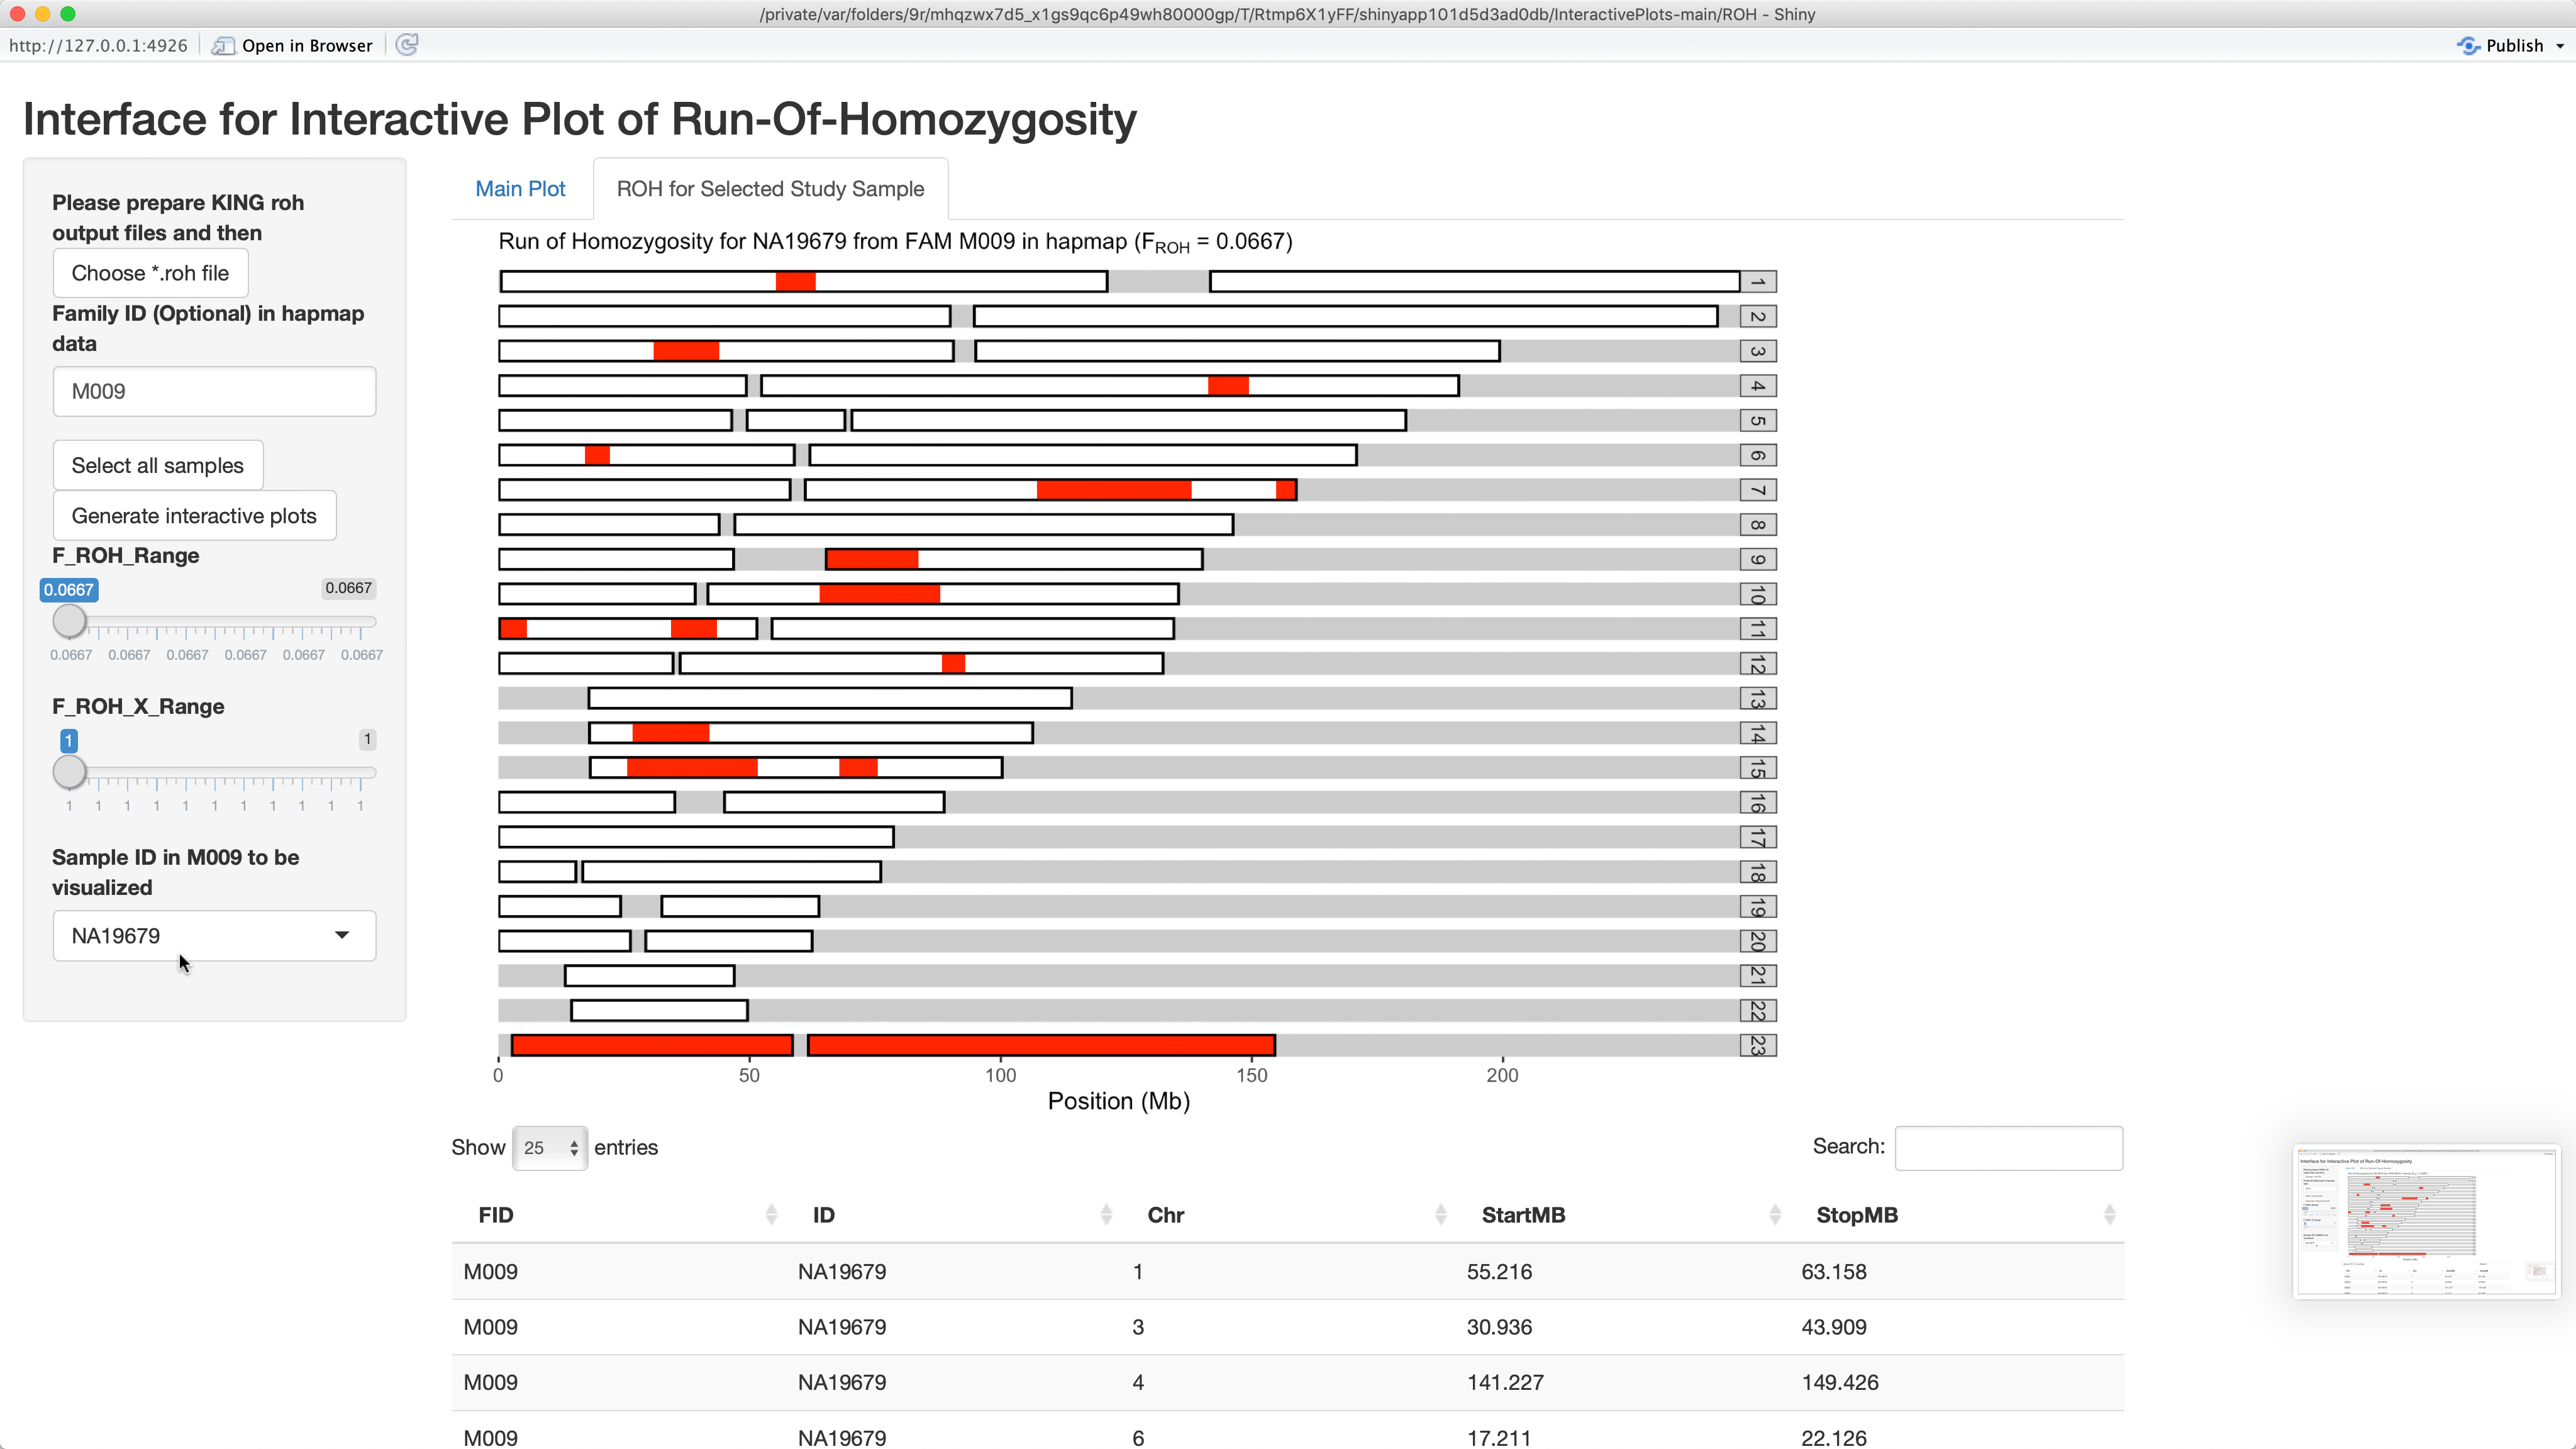 /private/var/folders/9r/mhqzwx7d5_x1gs9qc6p49wh80000gp/T/Rtmp6X1yFF/shinyapp101d5d3ad0db/InteractivePlots-main/ROH - Shiny
http://127.0.0.1:4926 Open in Browser Publish
Interface for Interactive Plot of Run-Of-Homozygosity
Please prepare KING roh
output files and then
Choose *.roh file
Family ID (Optional) in hapmap
data
M009
Select all samples
Generate interactive plots
F_ROH_Range
0.0667 0.0667
0.0667 0.0667 0.0667 0.0667 0.0667 0.0667
F_ROH_X_Range
1 1
1 1 1 1 1 1 1 1 1 1 1
Sample ID in M009 to be
visualized
NA19679
Main Plot ROH for Selected Study Sample
Run of Homozygosity for NA19679 from FAM M009 in hapmap (F_ROH = 0.0667)
1
2
3
4
5
6
7
8
9
10
11
12
13
14
15
16
17
18
19
20
21
22
23
0 50 100 150 200
Position (Mb)
Show 25 entries Search:
FID ID Chr StartMB StopMB
M009 NA19679 1 55.216 63.158
M009 NA19679 3 30.936 43.909
M009 NA19679 4 141.227 149.426
M009 NA19679 6 17.211 22.126
Interface for Interactive Plot of Run-Of-Homozygosity